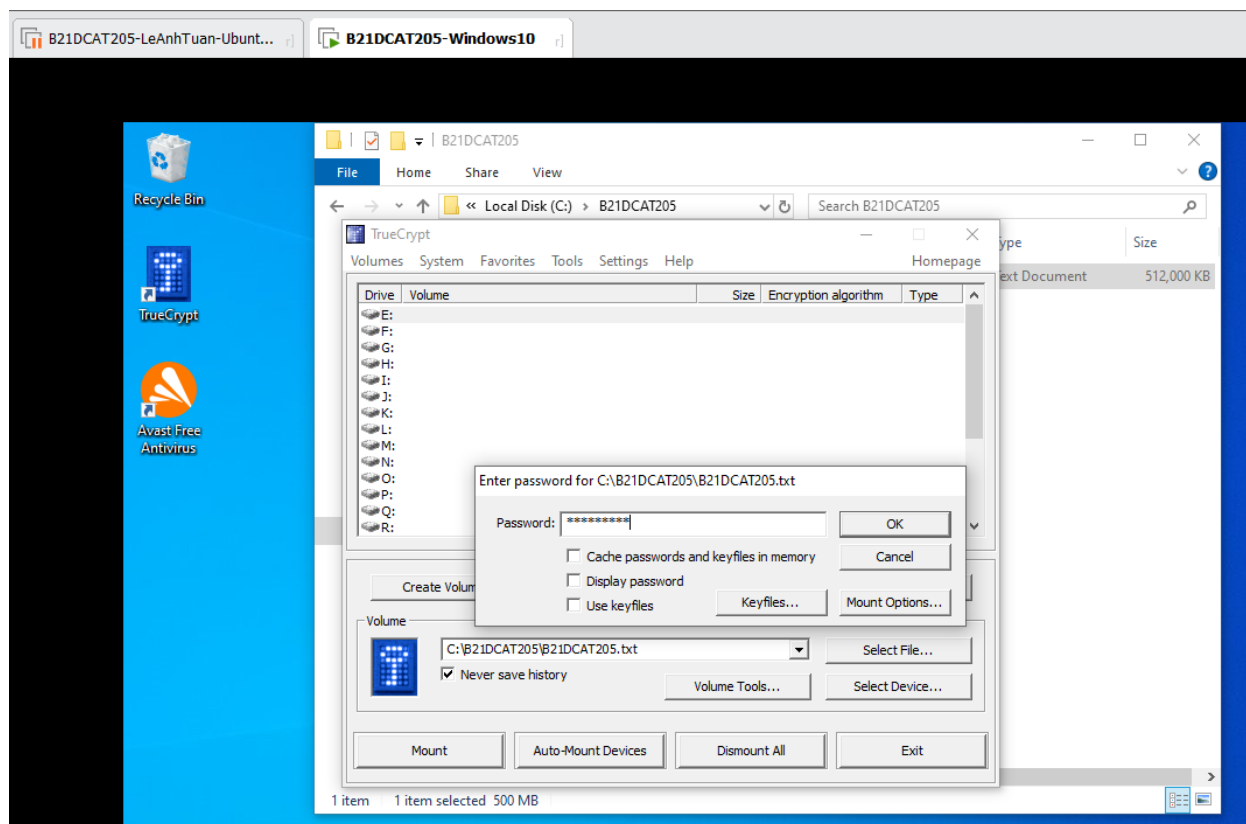 B21DCAT205-LeAnhTuan-Ubunt...
B21DCAT205-Windows10
B21DCAT205
File Home Share View
Recycle Bin
« Local Disk (C:) › B21DCAT205
Search B21DCAT205
TrueCrypt
Volumes System Favorites Tools Settings Help Homepage
ype Size
Drive Volume Size Encryption algorithm Type
ext Document 512,000 KB
TrueCrypt
E:
F:
G:
H:
I:
J:
K:
L:
M:
N:
O:
P:
Q:
R:
Avast Free
Antivirus
Enter password for C:\B21DCAT205\B21DCAT205.txt
Password: *********
OK
Cache passwords and keyfiles in memory
Cancel
Display password
Use keyfiles
Keyfiles...
Mount Options...
Create Volum
Volume
C:\B21DCAT205\B21DCAT205.txt
Select File...
Never save history
Volume Tools...
Select Device...
Mount
Auto-Mount Devices
Dismount All
Exit
1 item 1 item selected 500 MB